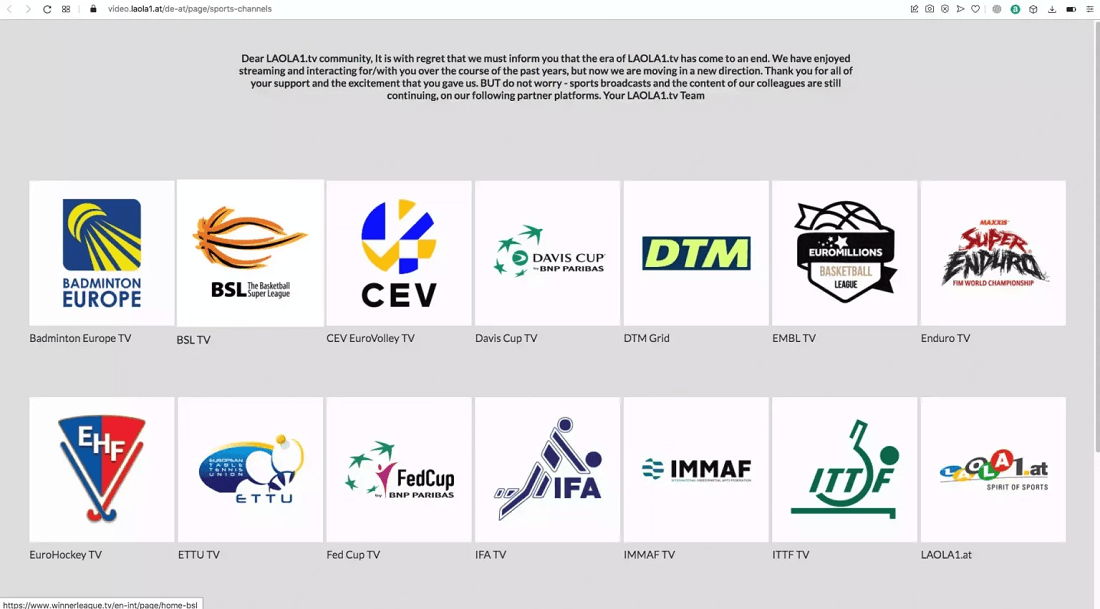 video.laola1.at/de-at/page/sports-channels
Dear LAOLA1.tv community, It is with regret that we must inform you that the era of LAOLA1.tv has come to an end. We have enjoyed
streaming and interacting for/with you over the course of the past years, but now we are moving in a new direction. Thank you for all of
your support and the excitement that you gave us. BUT do not worry - sports broadcasts and the content of our colleagues are still
continuing, on our following partner platforms. Your LAOLA1.tv Team
BADMINTON
EUROPE
BSL The Basketball
Super League
CEV
DAVIS CUP
by BNP PARIBAS
DTM
EUROMILLIONS
BASKETBALL
LEAGUE
MAXXIS
SUPER
ENDURO
FIM WORLD CHAMPIONSHIP
Badminton Europe TV
BSL TV
CEV EuroVolley TV
Davis Cup TV
DTM Grid
EMBL TV
Enduro TV
EHF
EUROPEAN
TABLE
TENNIS
UNION
ETTU
FedCup
by BNP PARIBAS
IFA
IMMAF
INTERNATIONAL MIXED MARTIAL ARTS FEDERATION
ITTF
LAOLA1.at
SPIRIT OF SPORTS
EuroHockey TV
ETTU TV
Fed Cup TV
IFA TV
IMMAF TV
ITTF TV
LAOLA1.at
https://www.winnerleague.tv/en-int/page/home-bsl